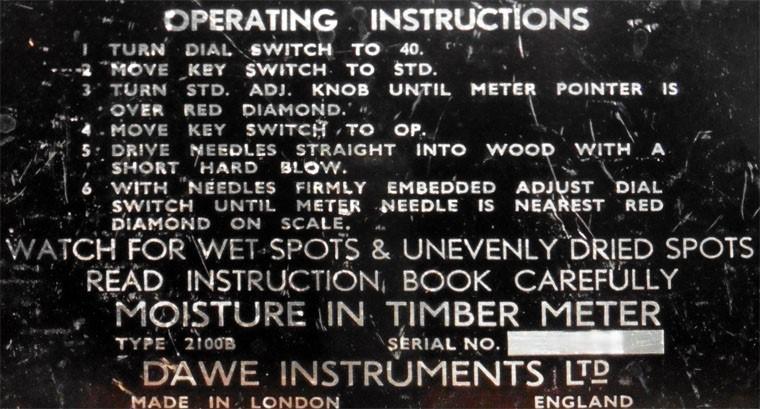 OPERATING INSTRUCTIONS
1 TURN DIAL SWITCH TO 40.
2 MOVE KEY SWITCH TO STD.
3 TURN STD. ADJ. KNOB UNTIL METER POINTER IS
OVER RED DIAMOND.
4 MOVE KEY SWITCH TO OP.
5 DRIVE NEEDLES STRAIGHT INTO WOOD WITH A
SHORT HARD BLOW.
6 WITH NEEDLES FIRMLY EMBEDDED ADJUST DIAL
SWITCH UNTIL METER NEEDLE IS NEAREST RED
DIAMOND ON SCALE.
WATCH FOR WET SPOTS & UNEVENLY DRIED SPOTS
READ INSTRUCTION BOOK CAREFULLY
MOISTURE IN TIMBER METER
TYPE 2100B SERIAL NO.
DAWE INSTRUMENTS LTD
MADE IN LONDON ENGLAND